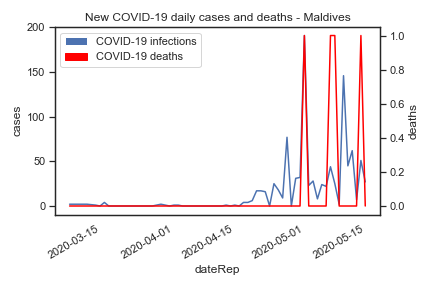 New COVID-19 daily cases and deaths - Maldives
COVID-19 infections
COVID-19 deaths
cases
200
150
100
50
0
deaths
1.0
0.8
0.6
0.4
0.2
0.0
2020-03-15
2020-04-01
2020-04-15
2020-05-01
2020-05-15
dateRep